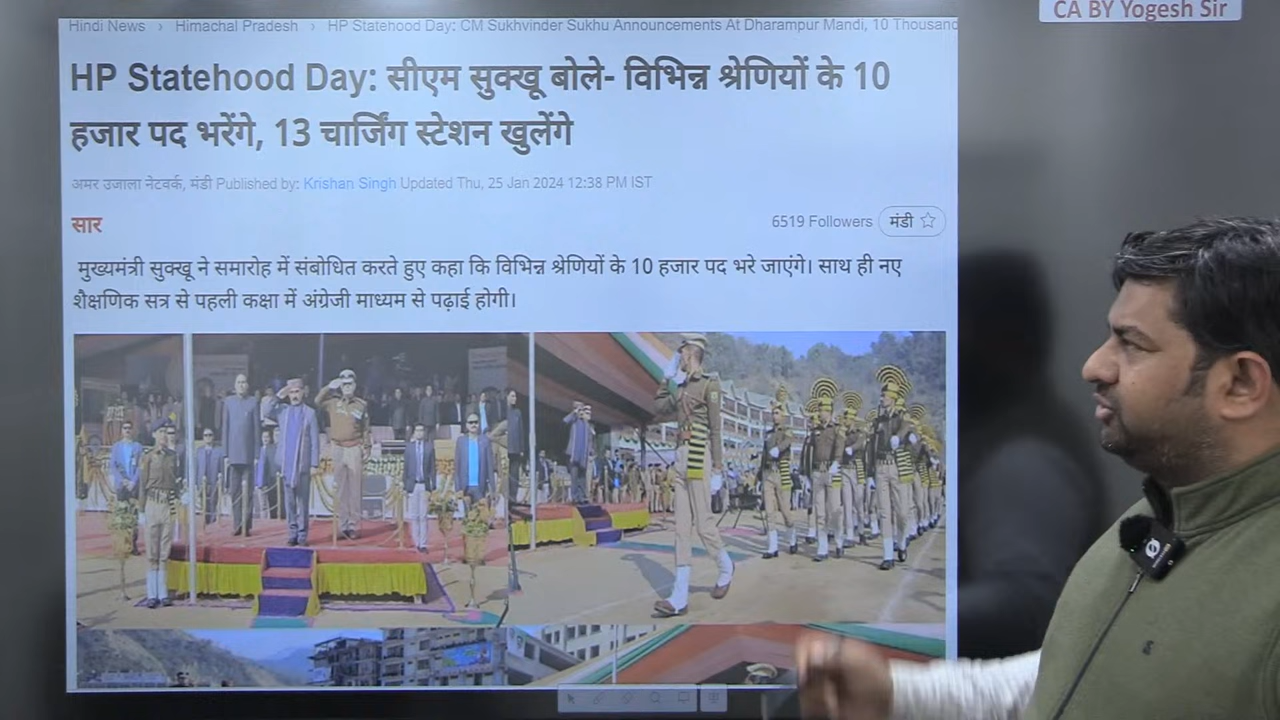 CA BY Yogesh Sir
Hindi News › Himachal Pradesh › HP Statehood Day: CM Sukhvinder Sukhu Announcements At Dharampur Mandi, 10 Thousand
HP Statehood Day: सीएम सुक्खू बोले- विभिन्न श्रेणियों के 10
हजार पद भरेंगे, 13 चार्जिंग स्टेशन खुलेंगे
अमर उजाला नेटवर्क, मंडी Published by: Krishan Singh Updated Thu, 25 Jan 2024 12:38 PM IST
सार
6519 Followers मंडी
मुख्यमंत्री सुक्खू ने समारोह में संबोधित करते हुए कहा कि विभिन्न श्रेणियों के 10 हजार पद भरे जाएंगे। साथ ही नए
शैक्षणिक सत्र से पहली कक्षा में अंग्रेजी माध्यम से पढ़ाई होगी।